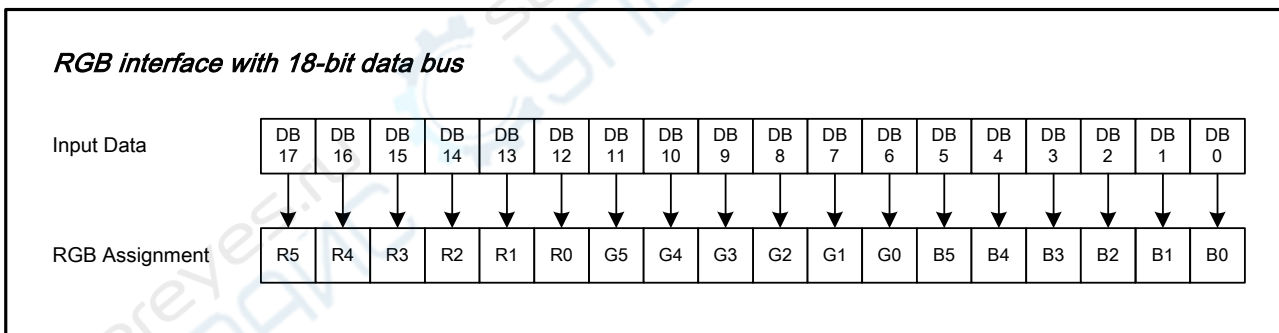 RGB interface with 18-bit data bus
Input Data DB 17 DB 16 DB 15 DB 14 DB 13 DB 12 DB 11 DB 10 DB 9 DB 8 DB 7 DB 6 DB 5 DB 4 DB 3 DB 2 DB 1 DB 0
RGB Assignment R5 R4 R3 R2 R1 R0 G5 G4 G3 G2 G1 G0 B5 B4 B3 B2 B1 B0